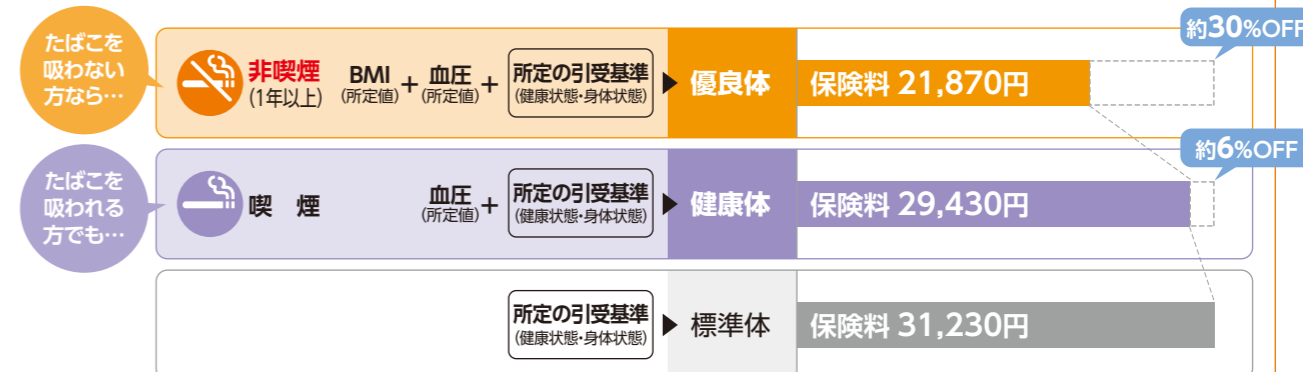 たばこを
吸わない
方なら…
非喫煙
(1年以上)
BMI
(所定値)
+
血圧
(所定値)
+
所定の引受基準
(健康状態・身体状態)
▶
優良体
保険料 21,870円
約30%OFF
たばこを
吸われる
方でも…
喫 煙
血圧
(所定値)
+
所定の引受基準
(健康状態・身体状態)
▶
健康体
保険料 29,430円
約6%OFF
所定の引受基準
(健康状態・身体状態)
▶
標準体
保険料 31,230円